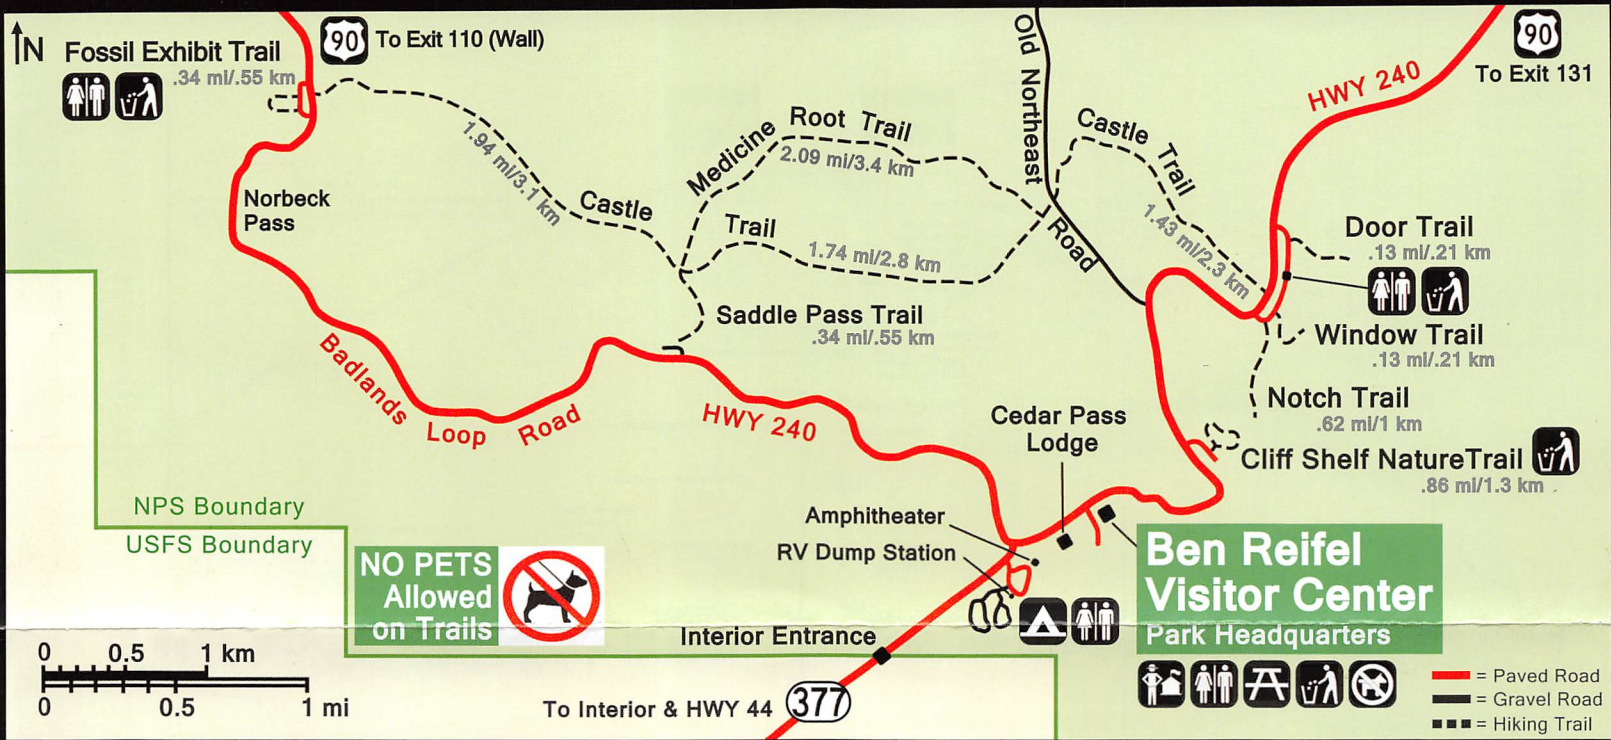 N
Fossil Exhibit Trail
.34 mi/.55 km
90
To Exit 110 (Wall)
Old Northeast
Road
90
To Exit 131
HWY 240
Norbeck
Pass
1.94 mi/3.1 km
Castle
Trail
1.74 mi/2.8 km
Medicine Root Trail
2.09 mi/3.4 km
Castle Trail
1.43 mi/2.3 km
Door Trail
.13 mi/.21 km
Window Trail
.13 mi/.21 km
Saddle Pass Trail
.34 mi/.55 km
Notch Trail
.62 mi/1 km
Cliff Shelf NatureTrail
.86 mi/1.3 km
Badlands Loop Road
HWY 240
Cedar Pass
Lodge
Amphitheater
RV Dump Station
NPS Boundary
USFS Boundary
NO PETS
Allowed
on Trails
Ben Reifel
Visitor Center
Park Headquarters
Interior Entrance
To Interior & HWY 44
377
0 0.5 1 km
0 0.5 1 mi
= Paved Road
= Gravel Road
= Hiking Trail